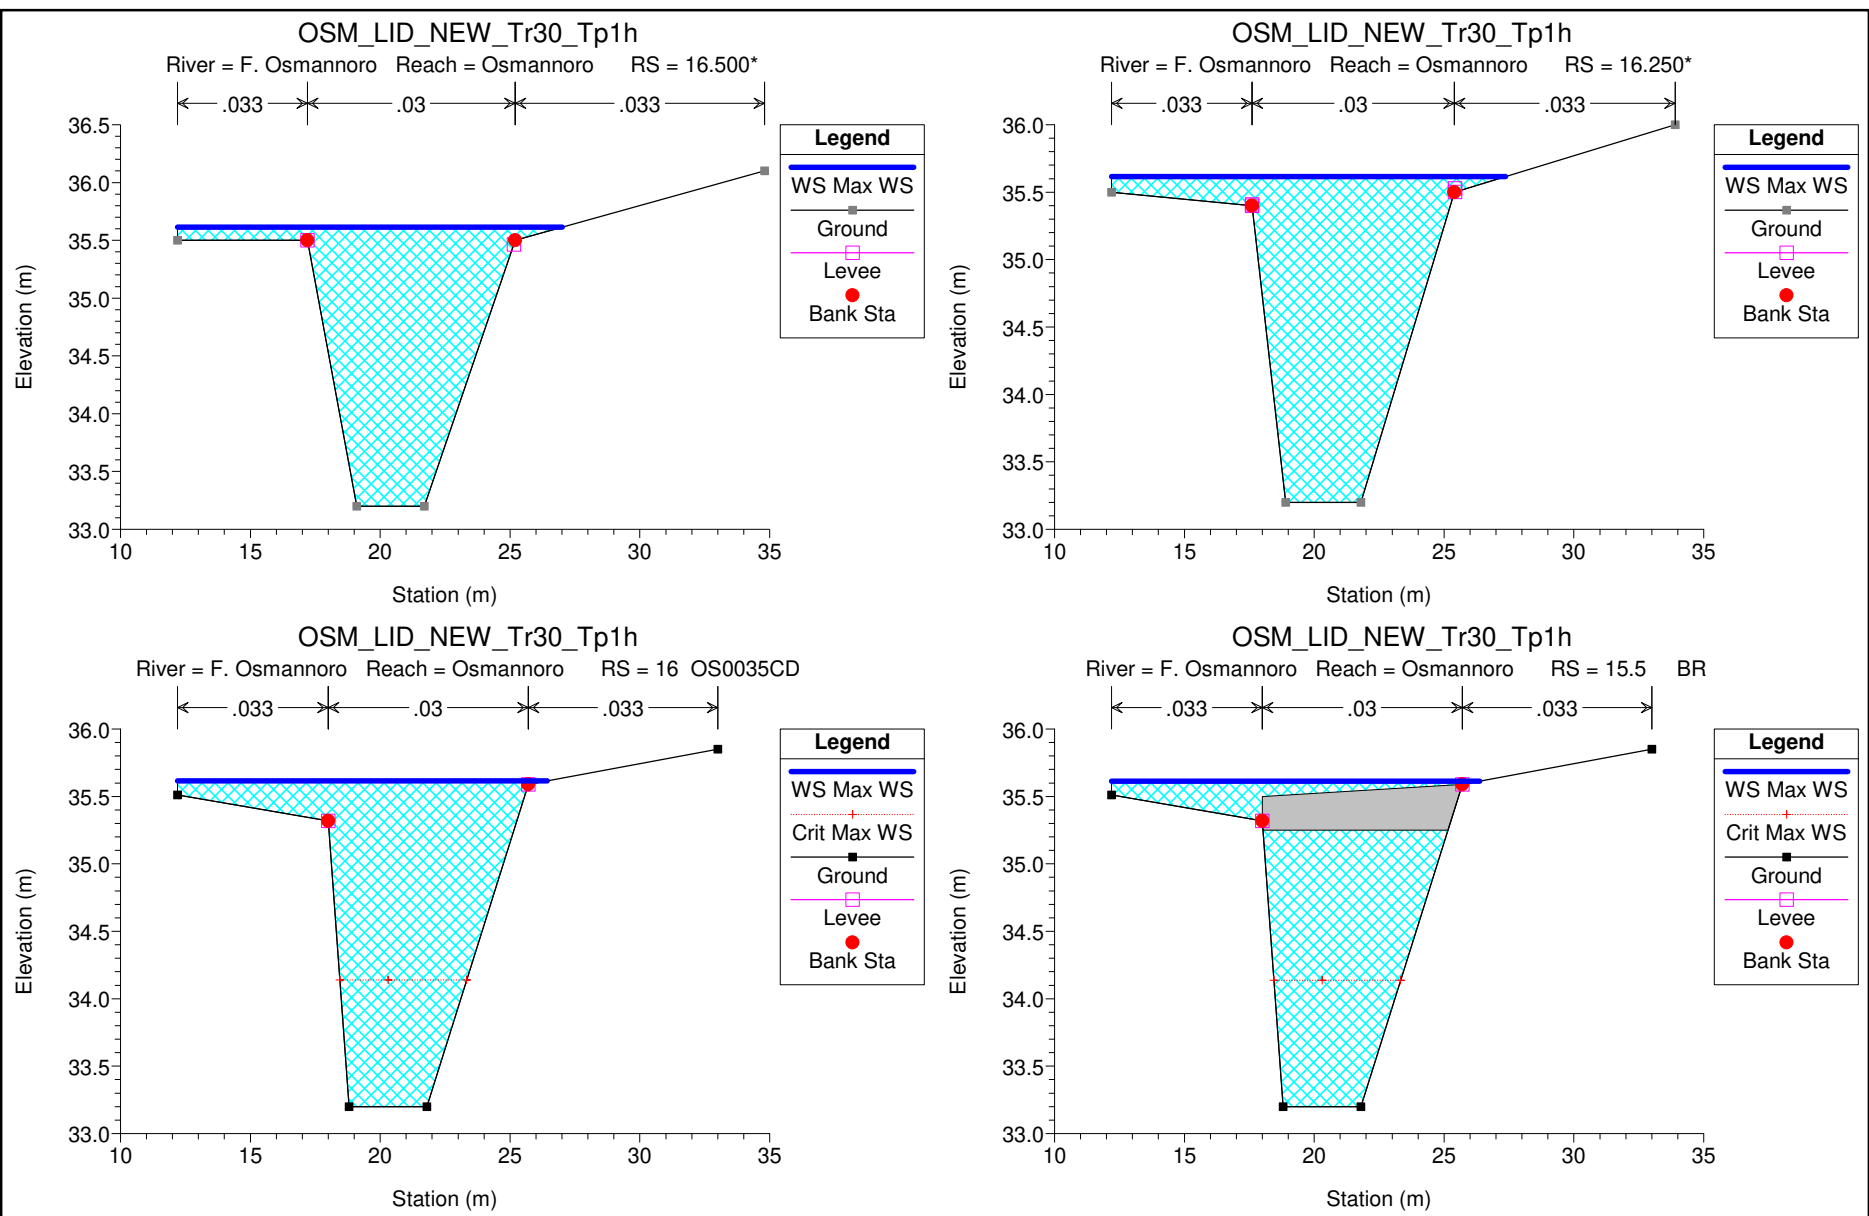 OSM_LID_NEW_Tr30_Tp1h
River = F. Osmannoro Reach = Osmannoro RS = 16.500*
.033 .03 .033
36.5
36.0
35.5
35.0
34.5
34.0
33.5
33.0
Elevation (m)
10 15 20 25 30 35
Station (m)
Legend
WS Max WS
Ground
Levee
Bank Sta
OSM_LID_NEW_Tr30_Tp1h
River = F. Osmannoro Reach = Osmannoro RS = 16.250*
.033 .03 .033
36.0
35.5
35.0
34.5
34.0
33.5
33.0
Elevation (m)
10 15 20 25 30 35
Station (m)
Legend
WS Max WS
Ground
Levee
Bank Sta
OSM_LID_NEW_Tr30_Tp1h
River = F. Osmannoro Reach = Osmannoro RS = 16 OS0035CD
.033 .03 .033
36.0
35.5
35.0
34.5
34.0
33.5
33.0
Elevation (m)
10 15 20 25 30 35
Station (m)
Legend
WS Max WS
Crit Max WS
Ground
Levee
Bank Sta
OSM_LID_NEW_Tr30_Tp1h
River = F. Osmannoro Reach = Osmannoro RS = 15.5 BR
.033 .03 .033
36.0
35.5
35.0
34.5
34.0
33.5
33.0
Elevation (m)
10 15 20 25 30 35
Station (m)
Legend
WS Max WS
Crit Max WS
Ground
Levee
Bank Sta